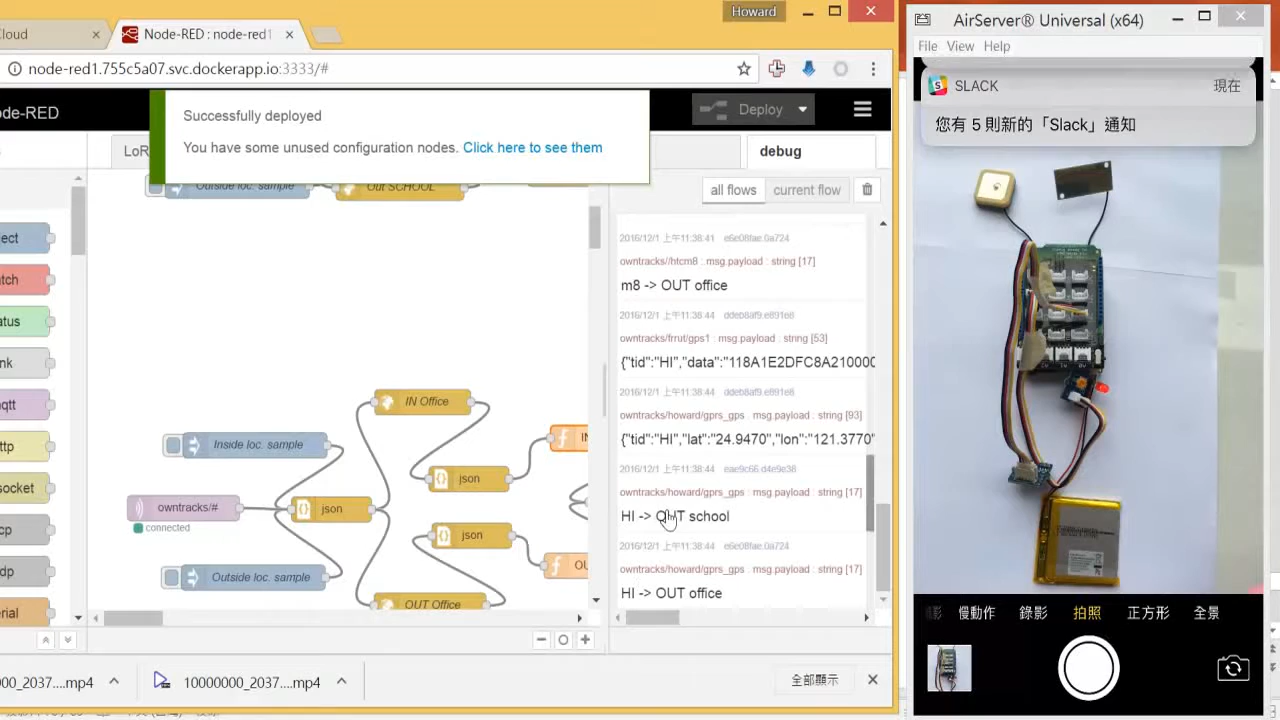 Howard
Cloud
Node-RED : node-red1
node-red1.755c5a07.svc.dockerapp.io:3333/#
de-RED
Successfully deployed
You have some unused configuration nodes. Click here to see them
Deploy
LoR
debug
all flows
current flow
Outside loc. sample
Out SCHOOL
ject
tch
tatus
nk
mqtt
ttp
socket
cp
dp
erial
IN Office
Inside loc. sample
json
IN
owntracks/#
connected
json
json
OU
Outside loc. sample
OUT Office
2016/12/1 上午11:38:41 e6e08fae.0a724
owntracks//htcm8 : msg.payload : string [17]
m8 -> OUT office
2016/12/1 上午11:38:44 ddeb8af9.e891e8
owntracks/frrut/gps1 : msg.payload : string [53]
{"tid":"HI","data":"118A1E2DFC8A210000
2016/12/1 上午11:38:44 ddeb8af9.e891e8
owntracks/howard/gprs_gps : msg.payload : string [93]
{"tid":"HI","lat":"24.9470","lon":"121.3770"
2016/12/1 上午11:38:44 eae9c66.d4e9e38
owntracks/howard/gprs_gps : msg.payload : string [17]
HI -> OUT school
2016/12/1 上午11:38:44 e6e08fae.0a724
owntracks/howard/gprs_gps : msg.payload : string [17]
HI -> OUT office
000_2037....mp4
10000000_2037....mp4
全部顯示
AirServer® Universal (x64)
File View Help
SLACK
現在
您有 5 則新的「Slack」通知
慢動作 錄影 拍照 正方形 全景